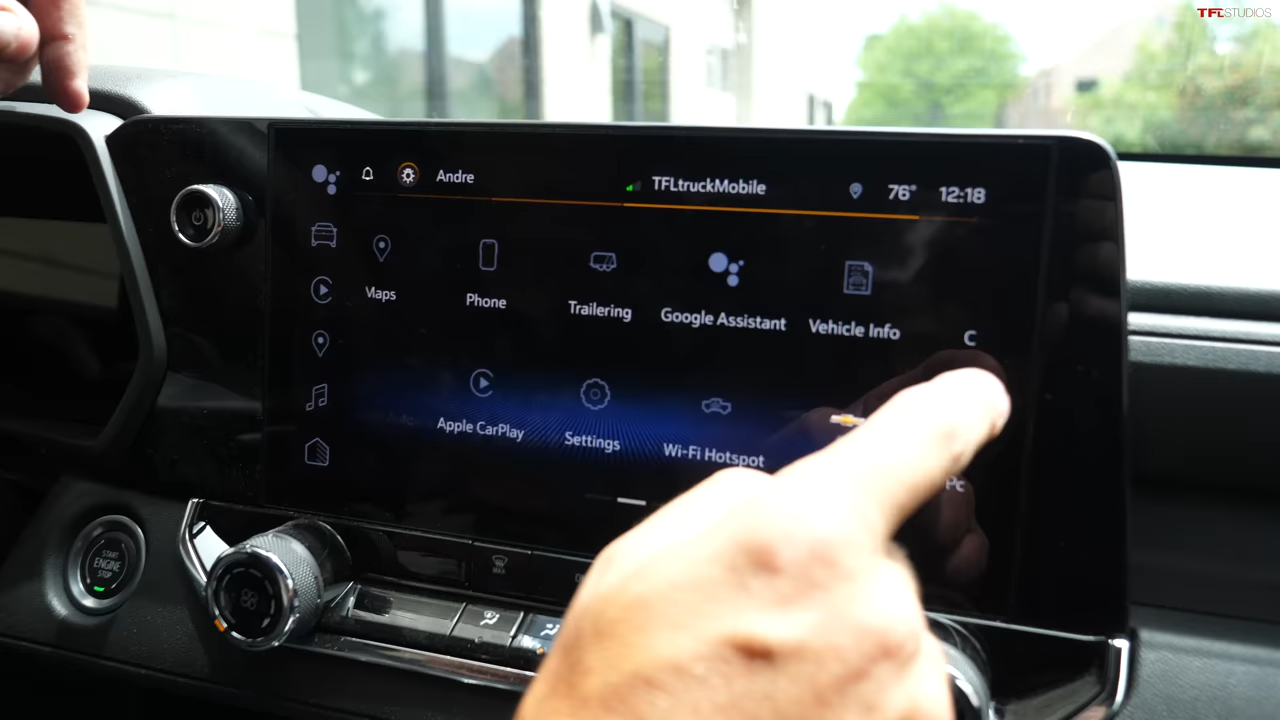 TFLSTUDIOS
Andre
TFLtruckMobile
76°
12:18
Maps
Phone
Trailering
Google Assistant
Vehicle Info
C
Apple CarPlay
Settings
Wi-Fi Hotspot
START
ENGINE
STOP
MAX